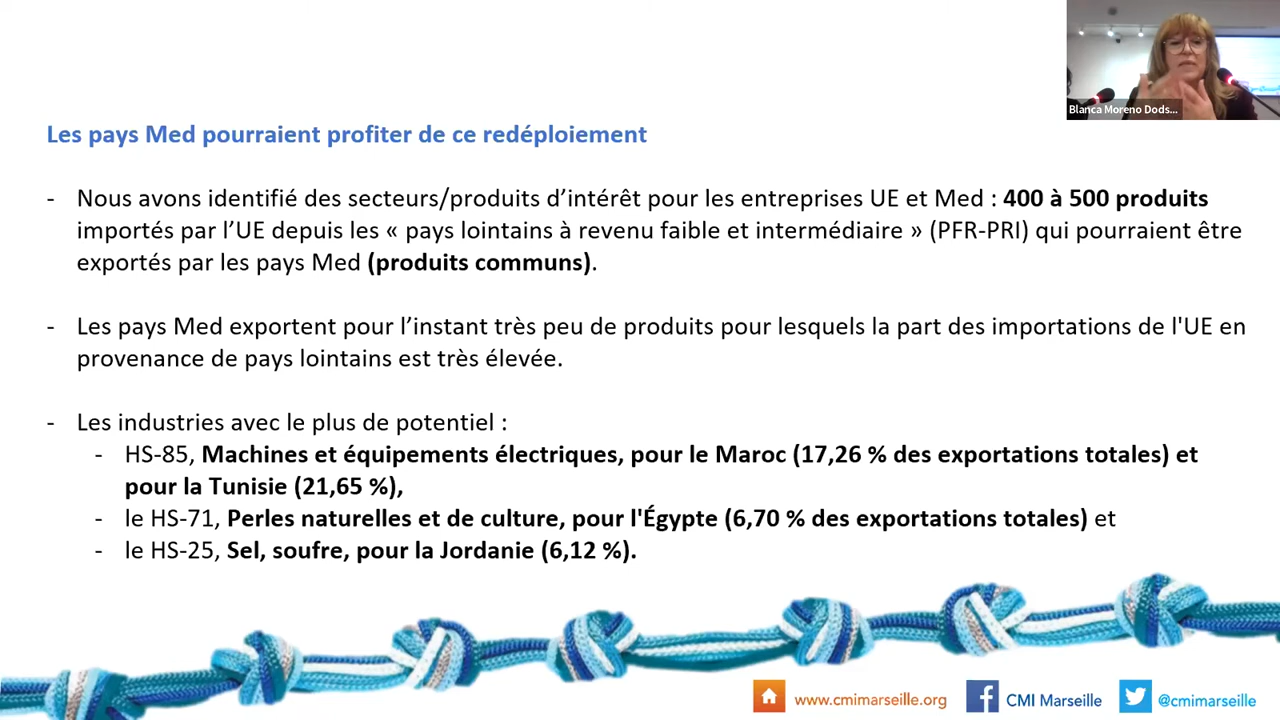 Blanca Moreno Dods...
Les pays Med pourraient profiter de ce redéploiement
- Nous avons identifié des secteurs/produits d’intérêt pour les entreprises UE et Med : 400 à 500 produits
importés par l’UE depuis les « pays lointains à revenu faible et intermédiaire » (PFR-PRI) qui pourraient être
exportés par les pays Med (produits communs).
- Les pays Med exportent pour l’instant très peu de produits pour lesquels la part des importations de l'UE en
provenance de pays lointains est très élevée.
- Les industries avec le plus de potentiel :
- HS-85, Machines et équipements électriques, pour le Maroc (17,26 % des exportations totales) et
pour la Tunisie (21,65 %),
- le HS-71, Perles naturelles et de culture, pour l'Égypte (6,70 % des exportations totales) et
- le HS-25, Sel, soufre, pour la Jordanie (6,12 %).
www.cmimarseille.org CMI Marseille @cmimarseille